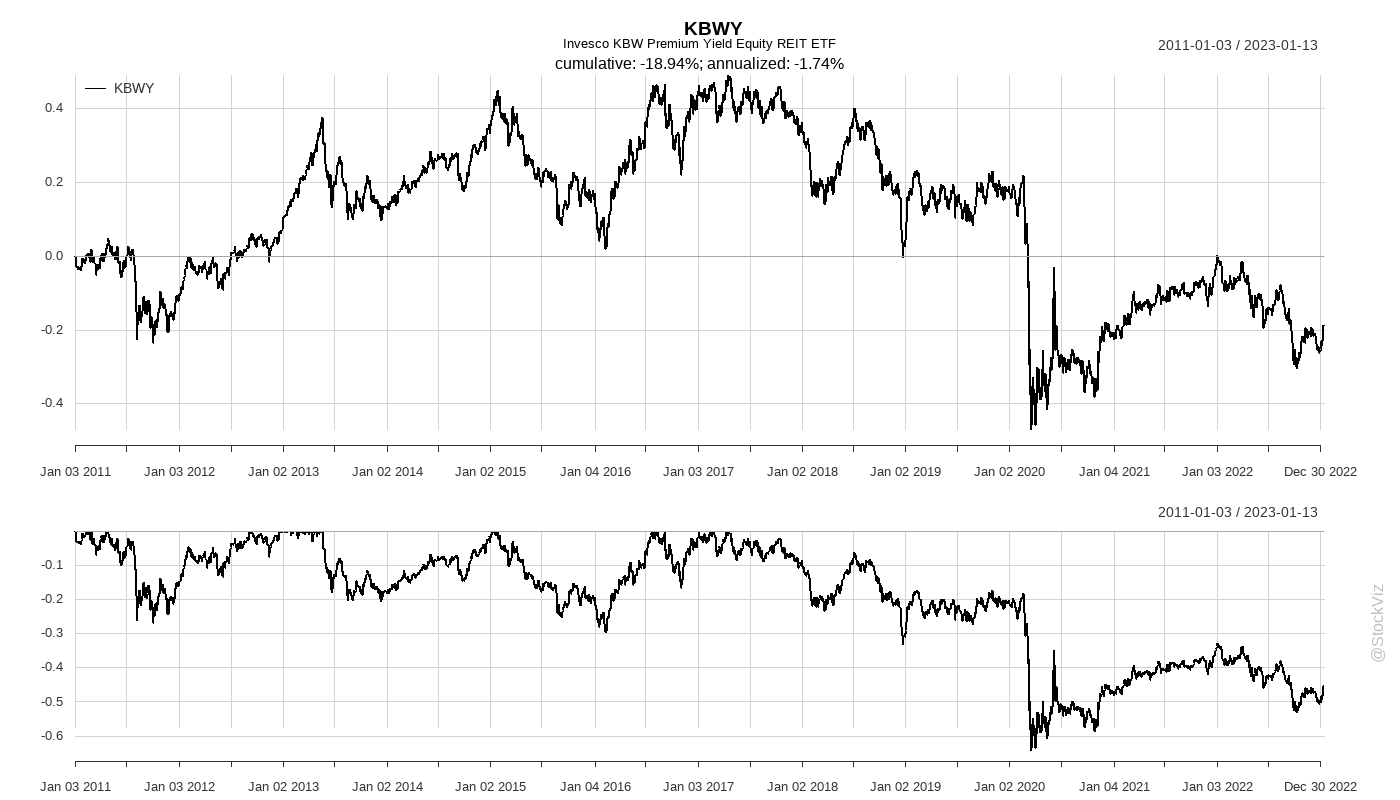 KBWY
Invesco KBW Premium Yield Equity REIT ETF
2011-01-03 / 2023-01-13
cumulative: -18.94%; annualized: -1.74%
KBWY
0.4
0.2
0.0
-0.2
-0.4
Jan 03 2011 Jan 03 2012 Jan 02 2013 Jan 02 2014 Jan 02 2015 Jan 04 2016 Jan 03 2017 Jan 02 2018 Jan 02 2019 Jan 02 2020 Jan 04 2021 Jan 03 2022 Dec 30 2022
2011-01-03 / 2023-01-13
-0.1
-0.2
-0.3
-0.4
-0.5
-0.6
Jan 03 2011 Jan 03 2012 Jan 02 2013 Jan 02 2014 Jan 02 2015 Jan 04 2016 Jan 03 2017 Jan 02 2018 Jan 02 2019 Jan 02 2020 Jan 04 2021 Jan 03 2022 Dec 30 2022
@StockViz